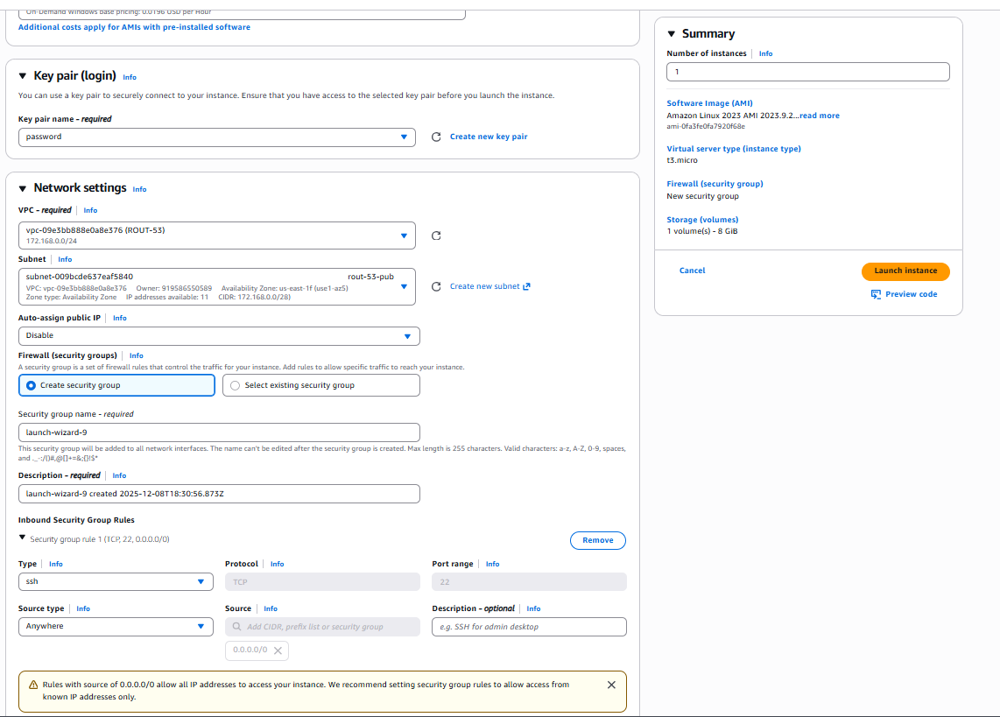 On-Demand Windows base pricing: 0.0196 USD per Hour
Additional costs apply for AMIs with pre-installed software
Key pair (login) Info
You can use a key pair to securely connect to your instance. Ensure that you have access to the selected key pair before you launch the instance.
Key pair name - required
password
Create new key pair
Network settings Info
VPC - required Info
vpc-09e3bb888e0a8e376 (ROUT-53)
172.168.0.0/24
Subnet Info
subnet-009bcde637eaf5840 rout-53-pub
VPC: vpc-09e3bb888e0a8e376 Owner: 919586550589 Availability Zone: us-east-1f (use1-az5)
Zone type: Availability Zone IP addresses available: 11 CIDR: 172.168.0.0/28)
Create new subnet
Auto-assign public IP Info
Disable
Firewall (security groups) Info
A security group is a set of firewall rules that control the traffic for your instance. Add rules to allow specific traffic to reach your instance.
Create security group Select existing security group
Security group name - required
launch-wizard-9
This security group will be added to all network interfaces. The name can't be edited after the security group is created. Max length is 255 characters. Valid characters: a-z, A-Z, 0-9, spaces,
and ._-:/()#,@[]+=&;{}!$*
Description - required Info
launch-wizard-9 created 2025-12-08T18:30:56.873Z
Inbound Security Group Rules
Security group rule 1 (TCP, 22, 0.0.0.0/0)
Remove
Type Info Protocol Info Port range Info
ssh TCP 22
Source type Info Source Info Description - optional Info
Anywhere Add CIDR, prefix list or security group e.g. SSH for admin desktop
0.0.0.0/0
Rules with source of 0.0.0.0/0 allow all IP addresses to access your instance. We recommend setting security group rules to allow access from
known IP addresses only.
Summary
Number of instances Info
1
Software Image (AMI)
Amazon Linux 2023 AMI 2023.9.2...read more
ami-0fa3fe0fa7920f68e
Virtual server type (instance type)
t3.micro
Firewall (security group)
New security group
Storage (volumes)
1 volume(s) - 8 GiB
Cancel Launch instance
Preview code